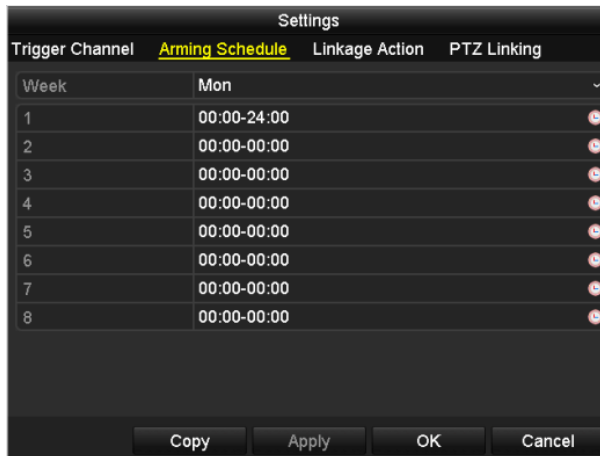 Settings
Trigger Channel Arming Schedule Linkage Action PTZ Linking
Week Mon
1 00:00-24:00
2 00:00-00:00
3 00:00-00:00
4 00:00-00:00
5 00:00-00:00
6 00:00-00:00
7 00:00-00:00
8 00:00-00:00
Copy Apply OK Cancel